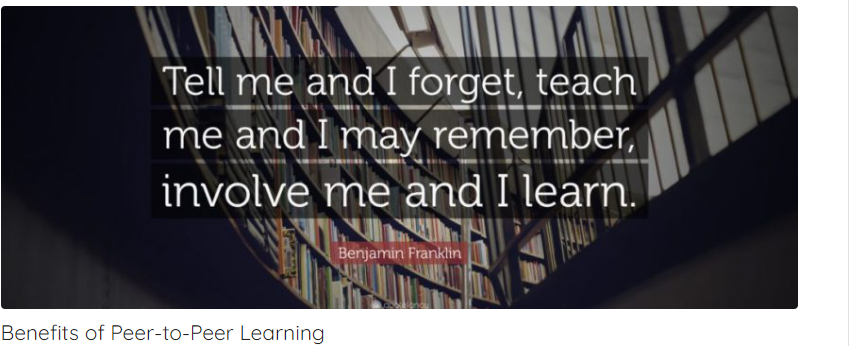 Tell me and I forget, teach
me and I may remember,
involve me and I learn.
Benjamin Franklin
Benefits of Peer-to-Peer Learning